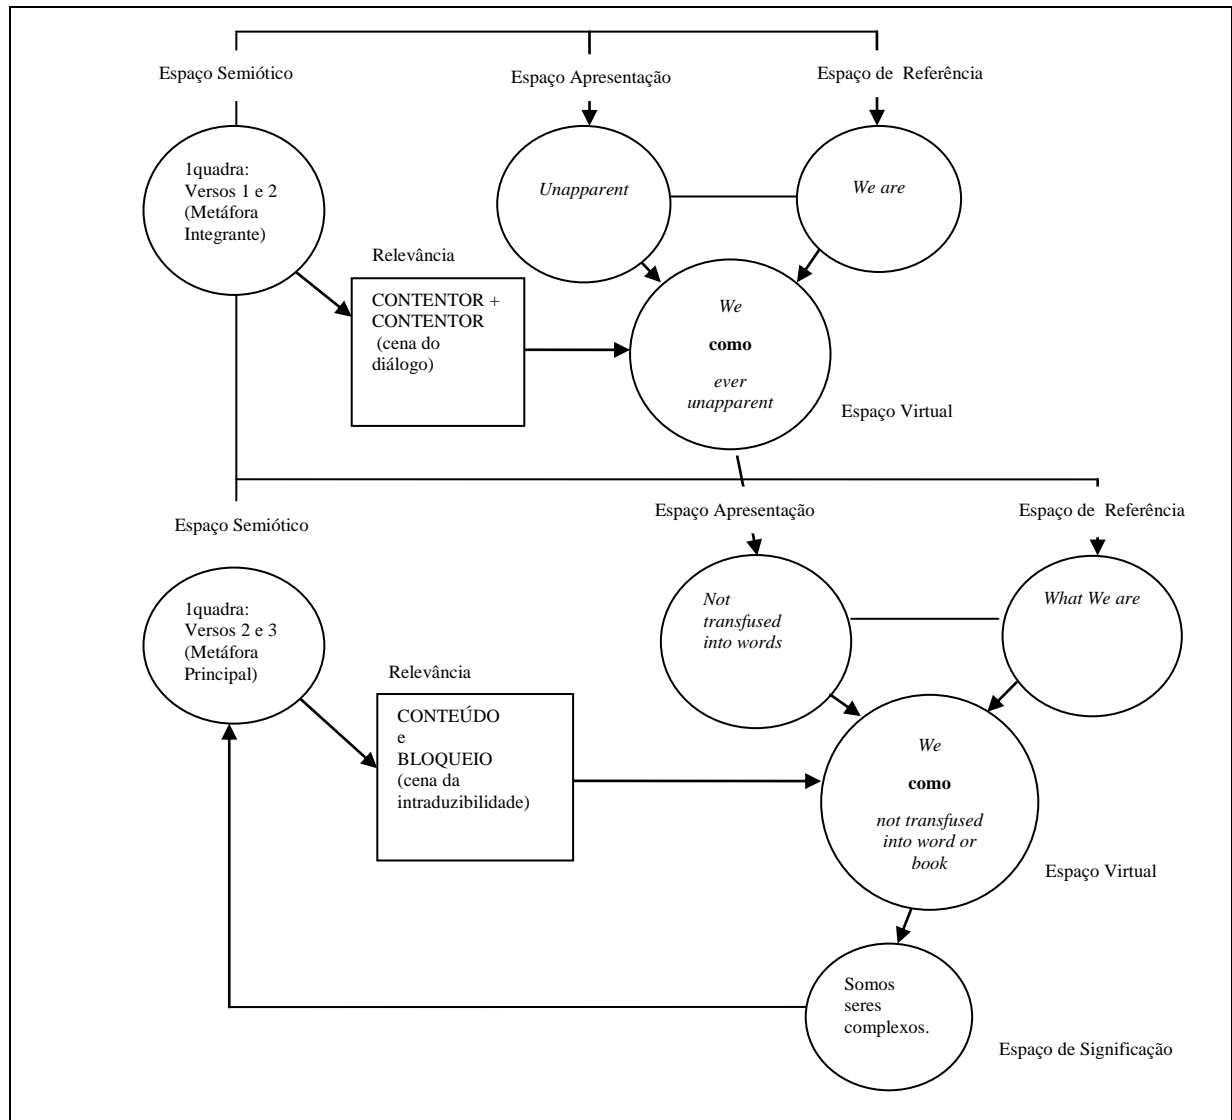 Espaço Semiótico
Espaço Apresentação
Espaço de Referência
1quadra:
Versos 1 e 2
(Metáfora
Integrante)
Unapparent
We are
Relevância
CONTENTOR +
CONTENTOR
(cena do
diálogo)
We
como
ever
unapparent
Espaço Virtual
Espaço Semiótico
Espaço Apresentação
Espaço de Referência
1quadra:
Versos 2 e 3
(Metáfora
Principal)
Not
transfused
into words
What We are
Relevância
CONTEÚDO
e
BLOQUEIO
(cena da
intraduzibilidade)
We
como
not transfused
into word or
book
Espaço Virtual
Somos
seres
complexos.
Espaço de Significação